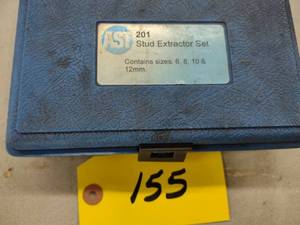 AST
201
Stud Extractor Set
Contains sizes: 6, 8, 10 &
12mm.
155